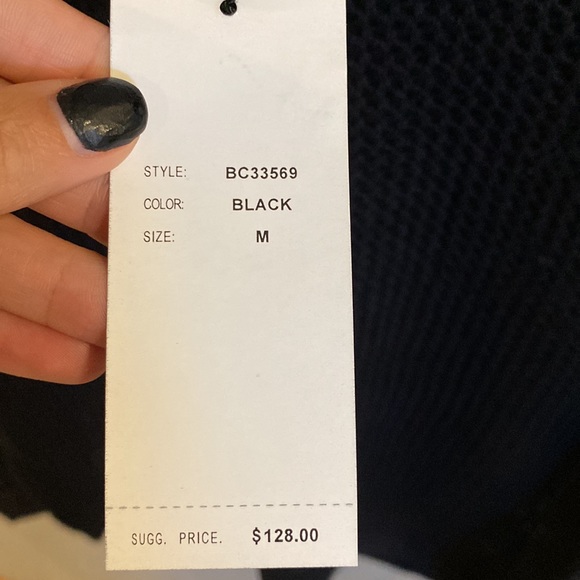 STYLE: BC33569
COLOR: BLACK
SIZE: M
SUGG. PRICE. $128.00